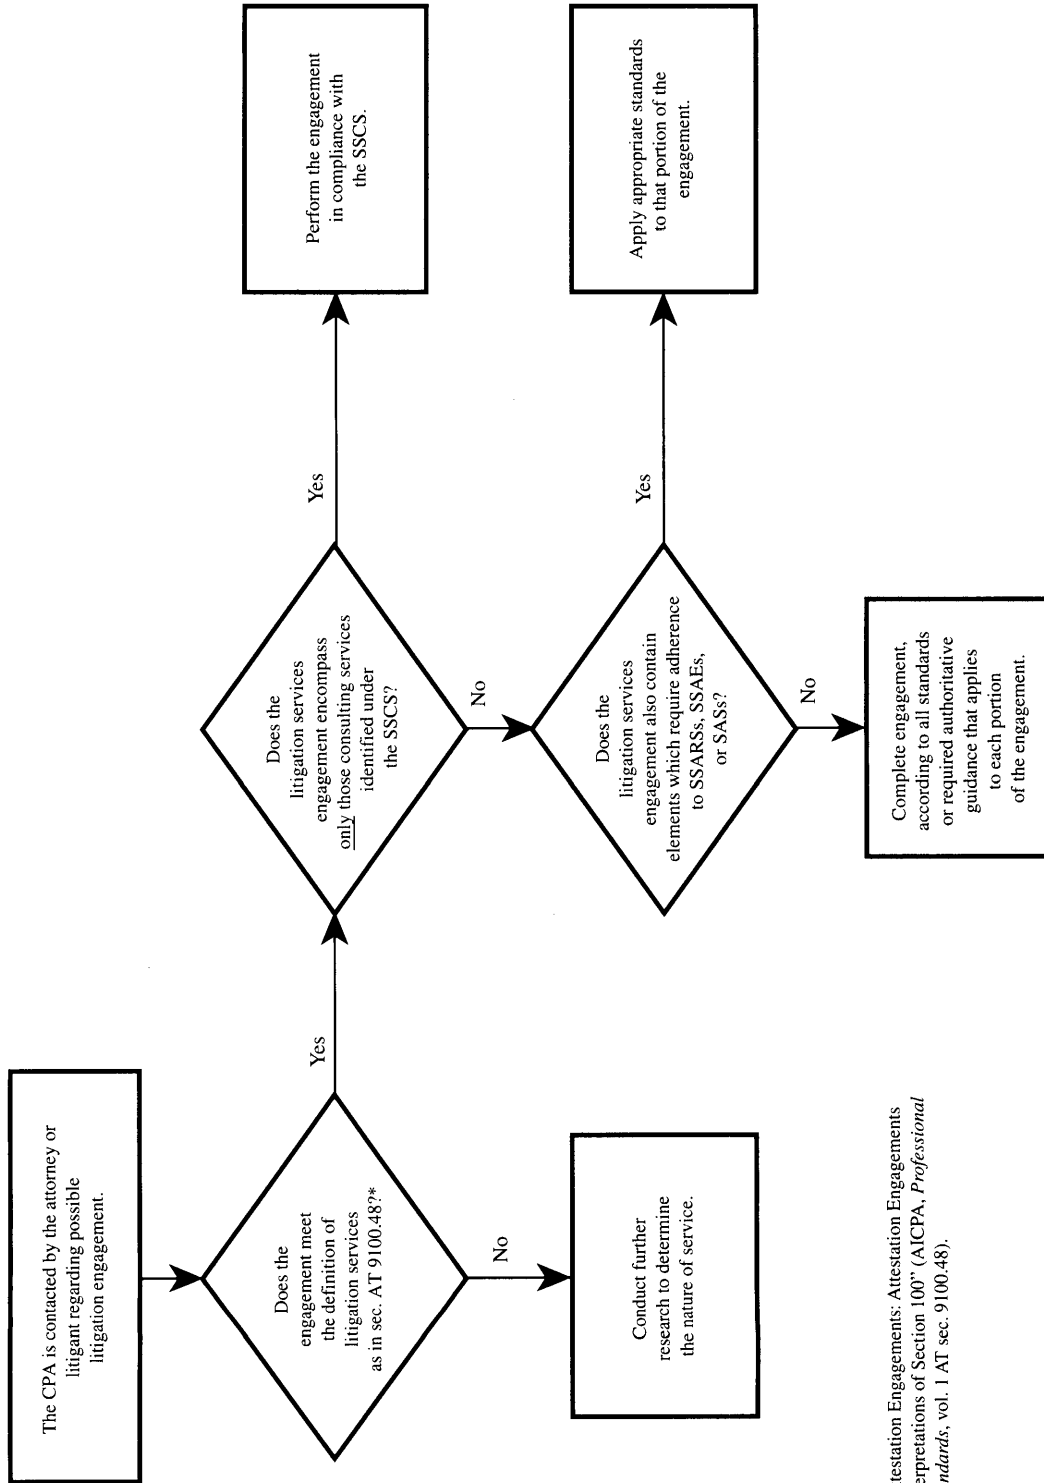 The CPA is contacted by the attorney or
litigant regarding possible
litigation engagement.
Does the
engagement meet
the definition of
litigation services
as in sec. AT 9100.48?*
Yes
No
Conduct further
research to determine
the nature of service.
Does the
litigation services
engagement encompass
only those consulting services
identified under
the SSCS?
Yes
Perform the engagement
in compliance with
the SSCS.
No
Does the
litigation services
engagement also contain
elements which require adherence
to SSARSs, SSAEs,
or SASs?
Yes
Apply appropriate standards
to that portion of the
engagement.
No
Complete engagement,
according to all standards
or required authoritative
guidance that applies
to each portion
of the engagement.
testation Engagements: Attestation Engagements
erpretations of Section 100” (AICPA, Professional
ndards, vol. 1 AT sec. 9100.48).